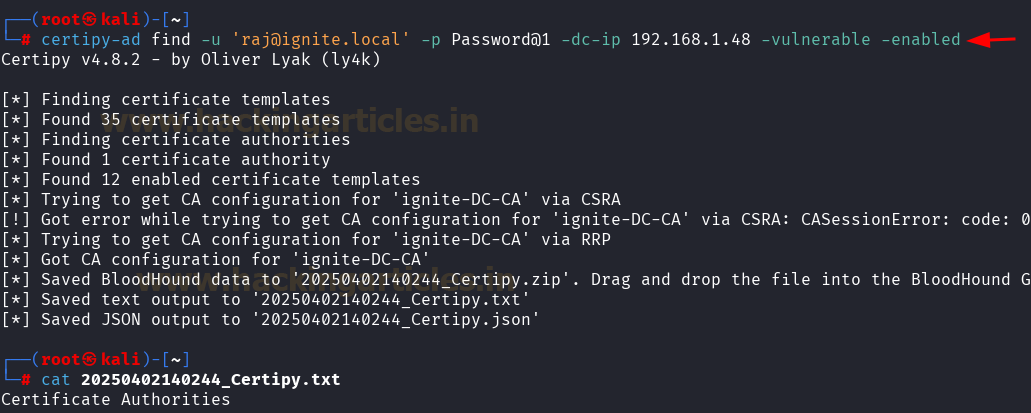 ┌──(root㉿kali)-[~]
└─# certipy-ad find -u 'raj@ignite.local' -p Password@1 -dc-ip 192.168.1.48 -vulnerable -enabled
Certipy v4.8.2 - by Oliver Lyak (ly4k)
[*] Finding certificate templates
[*] Found 35 certificate templates
www.hackingarticles.in
[*] Finding certificate authorities
[*] Found 1 certificate authority
[*] Found 12 enabled certificate templates
[*] Trying to get CA configuration for 'ignite-DC-CA' via CSRA
[!] Got error while trying to get CA configuration for 'ignite-DC-CA' via CSRA: CASessionError: code: 0
[*] Trying to get CA configuration for 'ignite-DC-CA' via RRP
[*] Got CA configuration for 'ignite-DC-CA'
[*] Saved BloodHound data to '20250402140244_Certipy.zip'. Drag and drop the file into the BloodHound G
www.hackingarticles.in
[*] Saved text output to '20250402140244_Certipy.txt'
[*] Saved JSON output to '20250402140244_Certipy.json'
┌──(root㉿kali)-[~]
└─# cat 20250402140244_Certipy.txt
Certificate Authorities